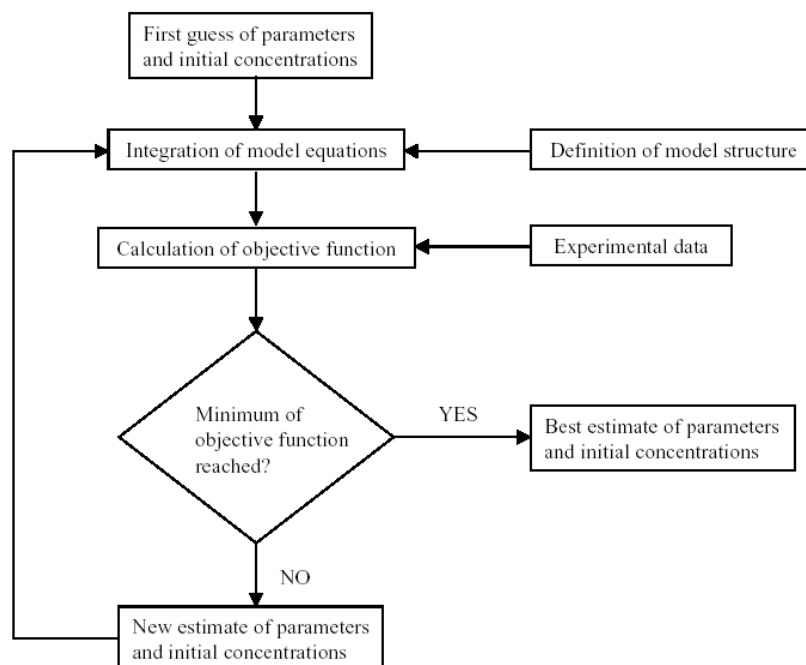 First guess of parameters
and initial concentrations
Integration of model equations
Definition of model structure
Calculation of objective function
Experimental data
Minimum of
objective function
reached?
YES
Best estimate of parameters
and initial concentrations
NO
New estimate of parameters
and initial concentrations